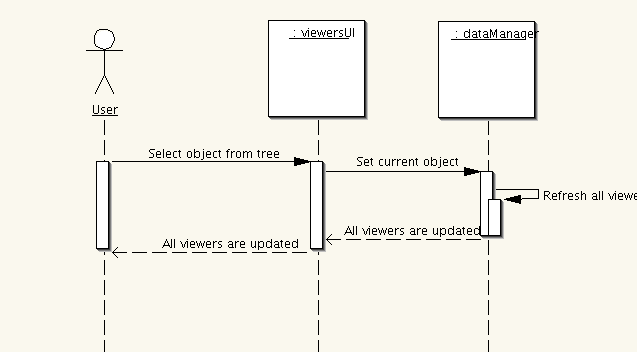 : viewersUI
: dataManager
User
Select object from tree
Set current object
Refresh all viewe
All viewers are updated
All viewers are updated